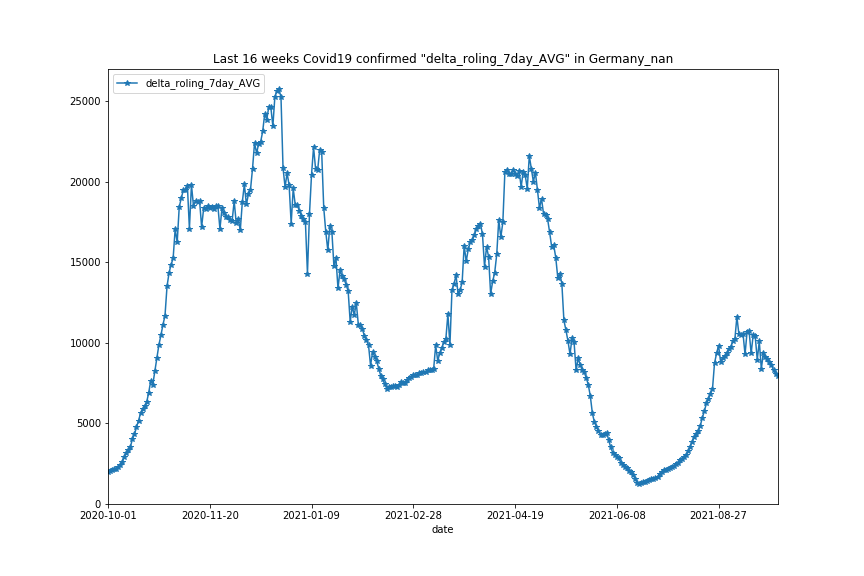 Last 16 weeks Covid19 confirmed "delta_roling_7day_AVG" in Germany_nan
delta_roling_7day_AVG
25000
20000
15000
10000
5000
0
2020-10-01 2020-11-20 2021-01-09 2021-02-28 2021-04-19 2021-06-08 2021-08-27
date